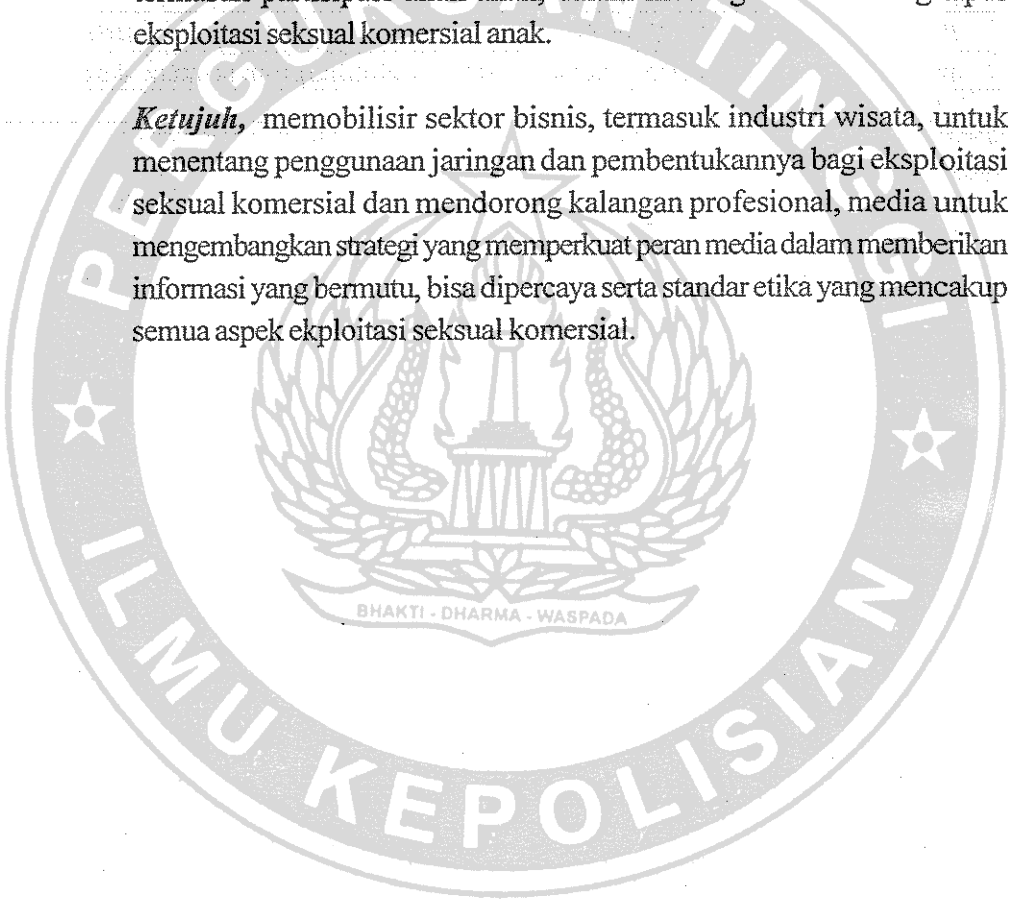 eksploitasi seksual komersial anak.
Ketujuh, memobilisir sektor bisnis, termasuk industri wisata, untuk
menentang penggunaan jaringan dan pembentukannya bagi eksploitasi
seksual komersial dan mendorong kalangan profesional, media untuk
mengembangkan strategi yang memperkuat peran media dalam memberikan
informasi yang bermutu, bisa dipercaya serta standar etika yang mencakup
semua aspek ekploitasi seksual komersial.
PERGURUAN TINGGI
BHAKTI - DHARMA - WASPADA
ILMU KEPOLISIAN